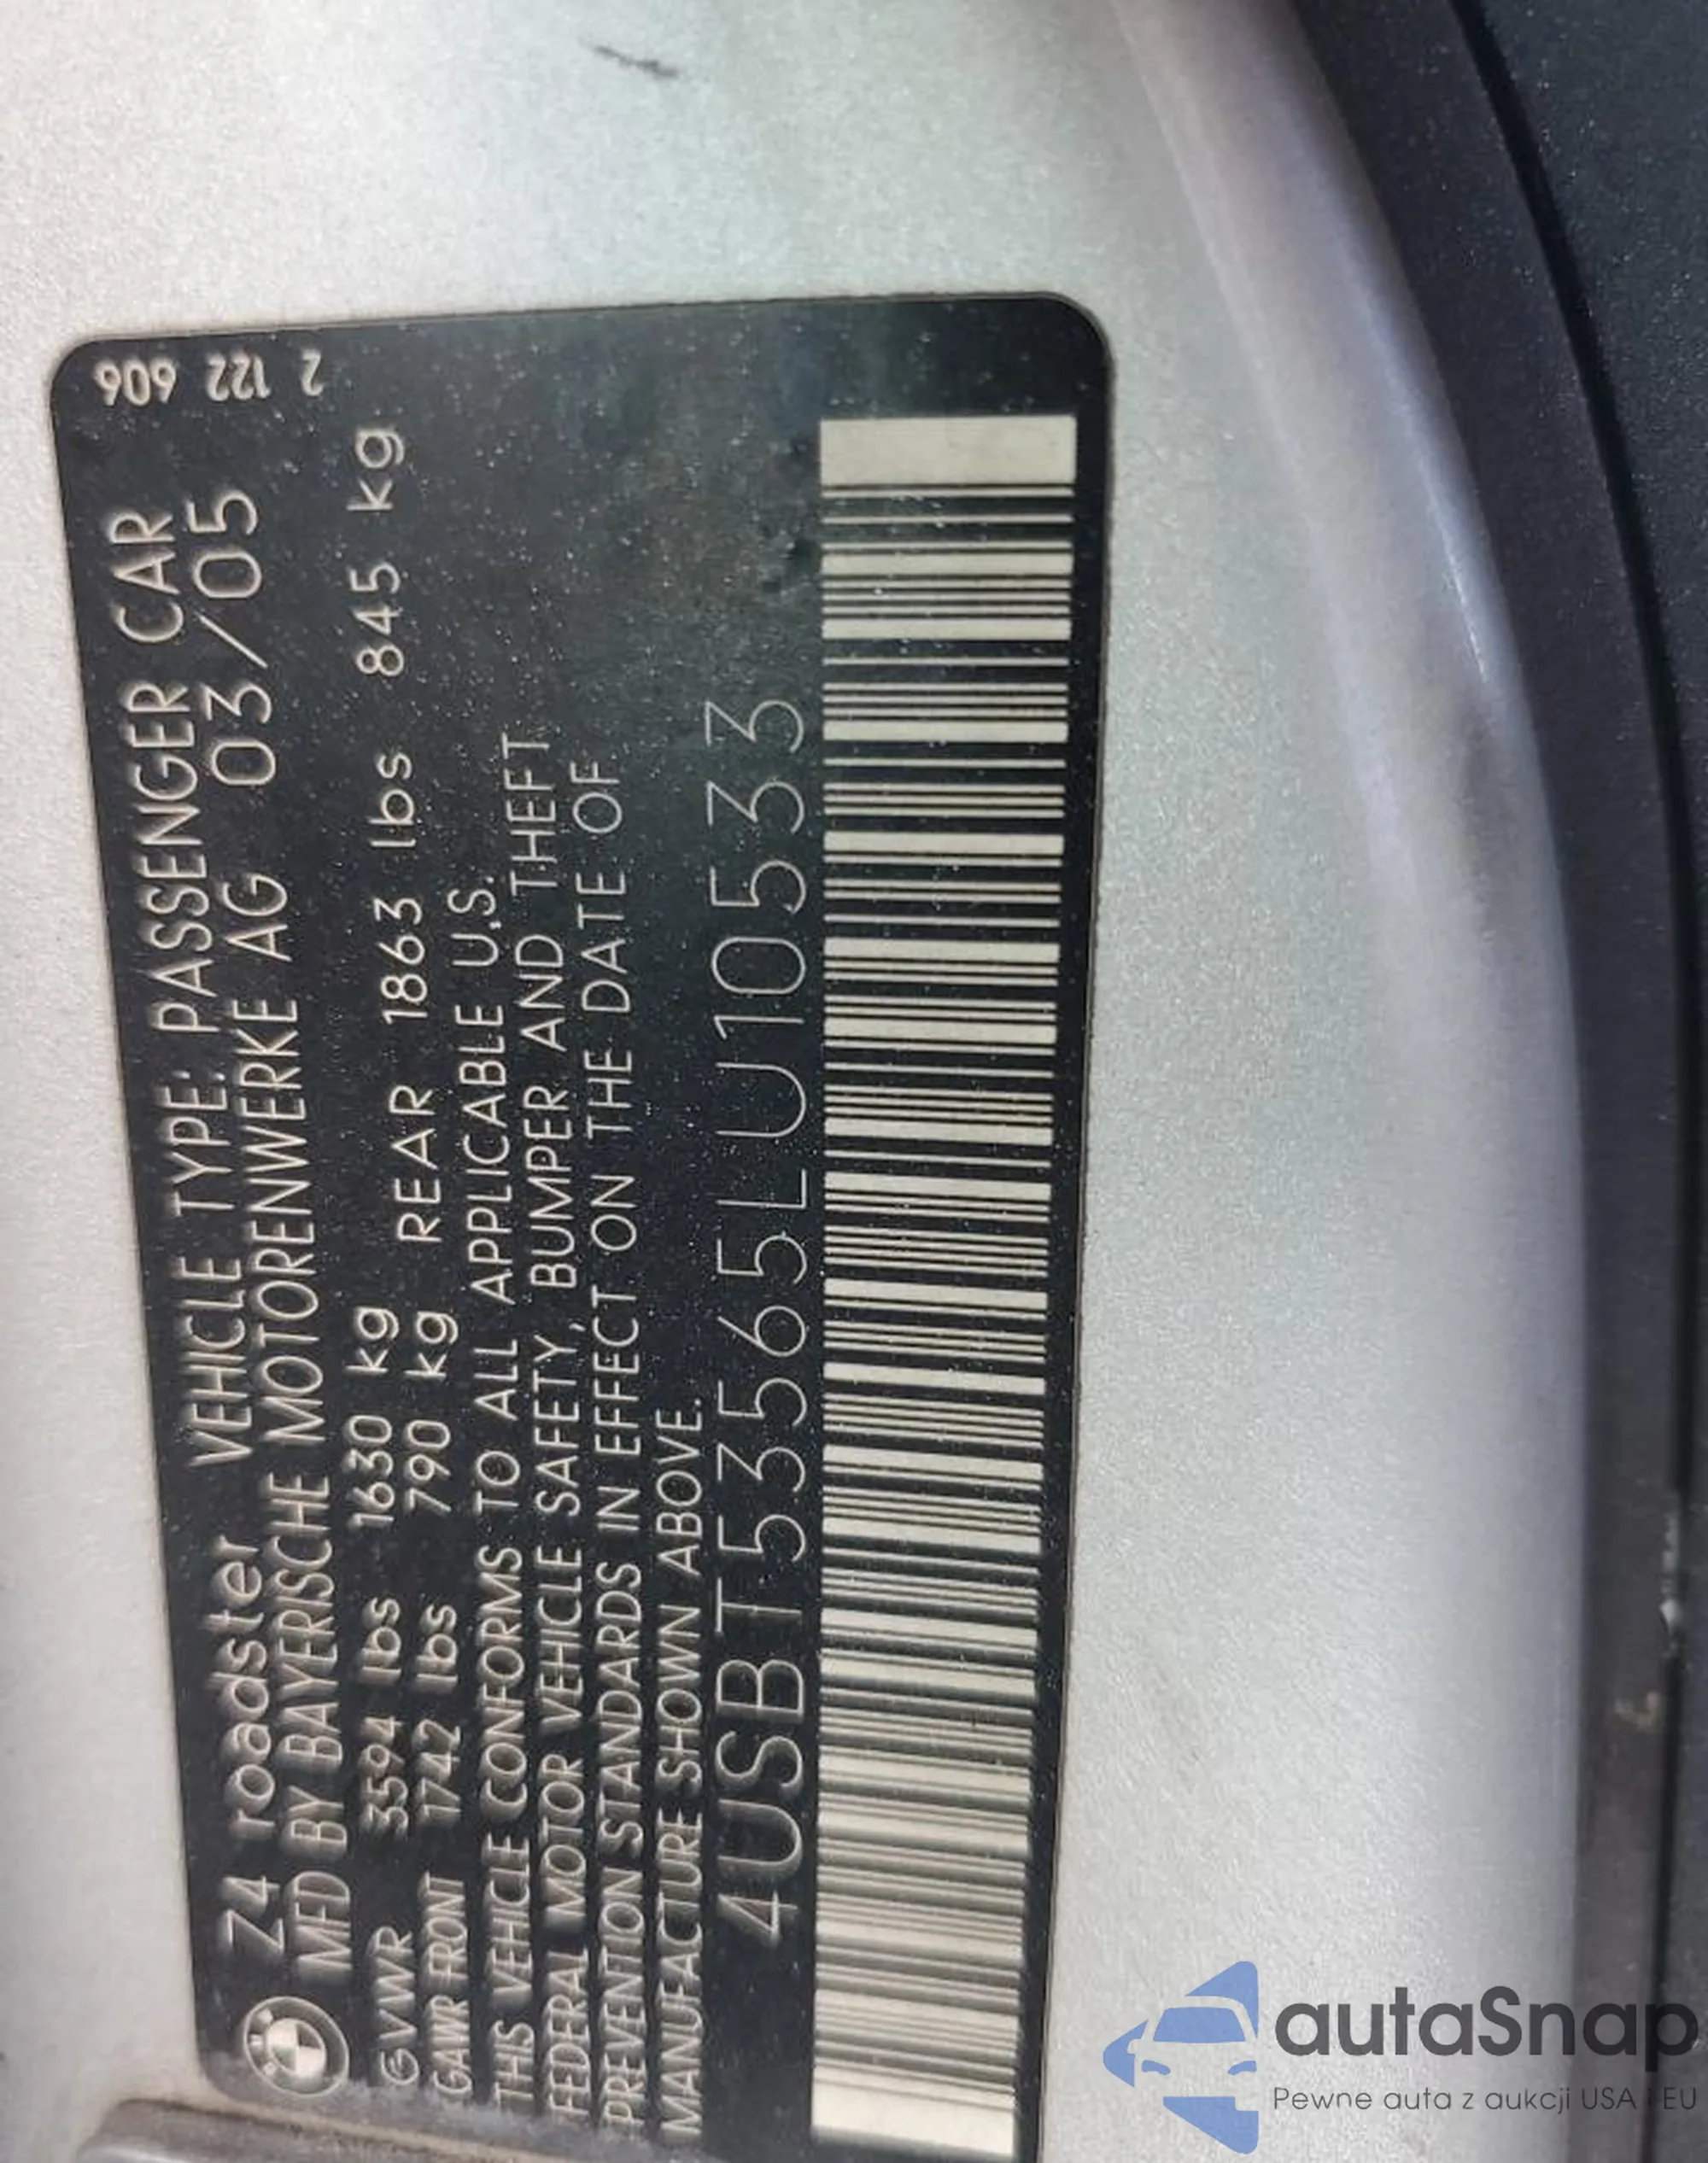 Z4 roadster VEHICLE TYPE: PASSENGER CAR
MFD BY BAYERISCHE MOTORENWERKE AG 03/05
GVWR 3594 lbs 1630 kg
GAWR FRONT 1742 lbs 790 kg REAR 1863 lbs 845 kg
THIS VEHICLE CONFORMS TO ALL APPLICABLE U.S.
FEDERAL MOTOR VEHICLE SAFETY, BUMPER AND THEFT
PREVENTION STANDARDS IN EFFECT ON THE DATE OF
MANUFACTURE SHOWN ABOVE.
4USBT53565LU10533
2 122 606
autaSnap
Pewne auta z aukcji USA i EU